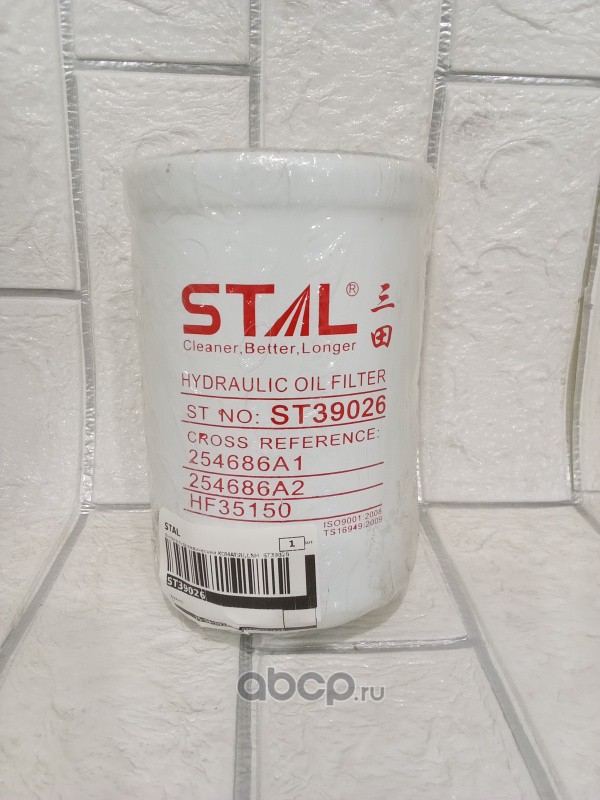 STAL®
三田
Cleaner,Better,Longer
HYDRAULIC OIL FILTER
ST NO: ST39026
CROSS REFERENCE:
254686A1
254686A2
HF35150
ISO9001:2008
TS16949:2009
STAL
1
ST39026
ST39026
abcp.ru